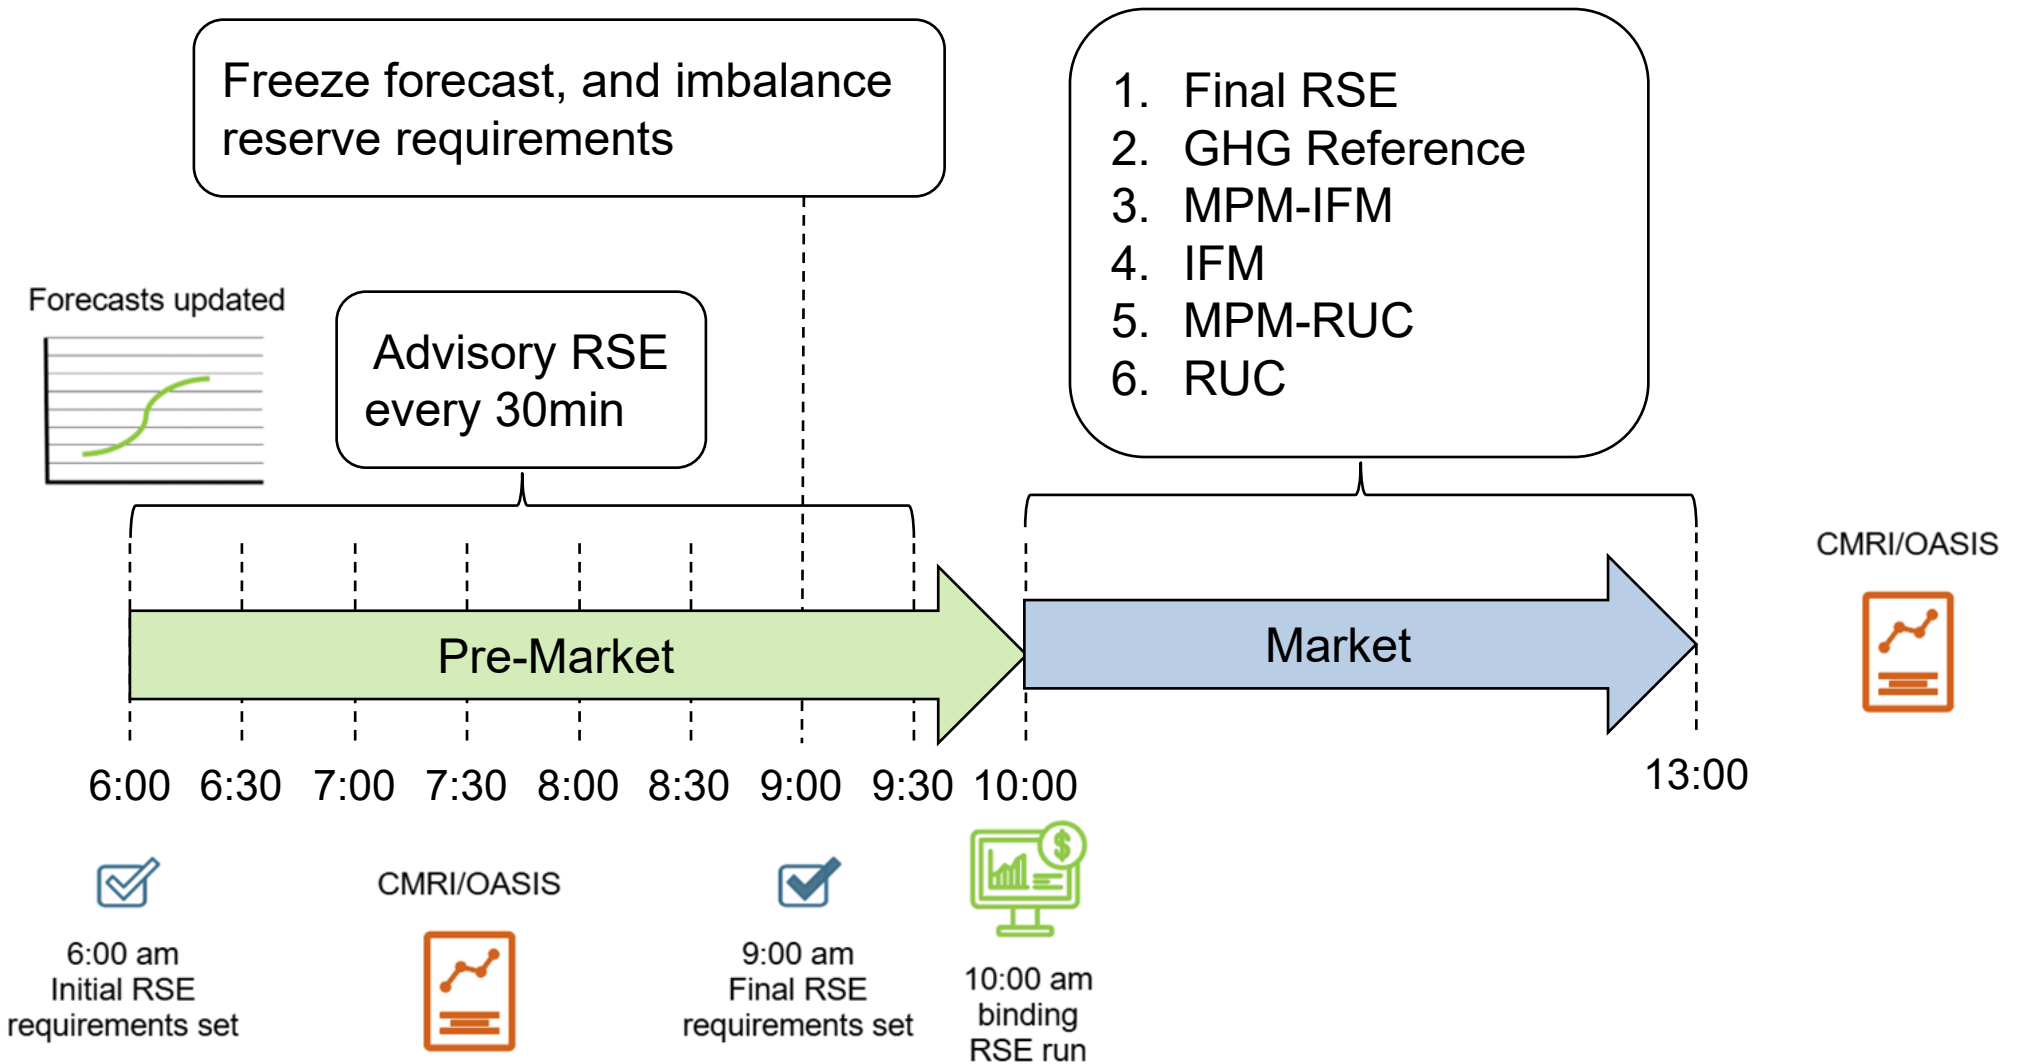 Freeze forecast, and imbalance
reserve requirements
1. Final RSE
2. GHG Reference
3. MPM-IFM
4. IFM
5. MPM-RUC
6. RUC
Forecasts updated
Advisory RSE
every 30min
CMRI/OASIS
Pre-Market
Market
6:00 6:30 7:00 7:30 8:00 8:30 9:00 9:30 10:00
13:00
$
CMRI/OASIS
6:00 am
Initial RSE
requirements set
9:00 am
Final RSE
requirements set
10:00 am
binding
RSE run